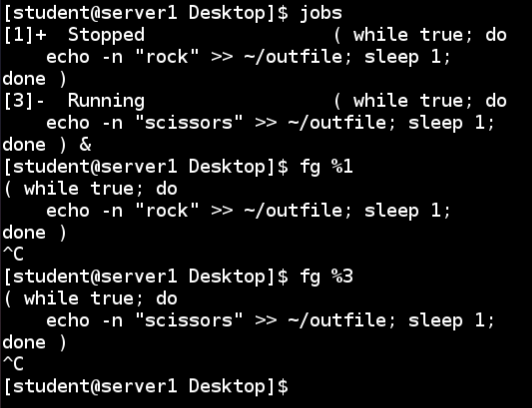 [student@server1 Desktop]$ jobs
[1]+  Stopped                 ( while true; do
    echo -n "rock" >> ~/outfile; sleep 1;
done )
[3]-  Running                 ( while true; do
    echo -n "scissors" >> ~/outfile; sleep 1;
done ) &
[student@server1 Desktop]$ fg %1
( while true; do
    echo -n "rock" >> ~/outfile; sleep 1;
done )
^C
[student@server1 Desktop]$ fg %3
( while true; do
    echo -n "scissors" >> ~/outfile; sleep 1;
done )
^C
[student@server1 Desktop]$